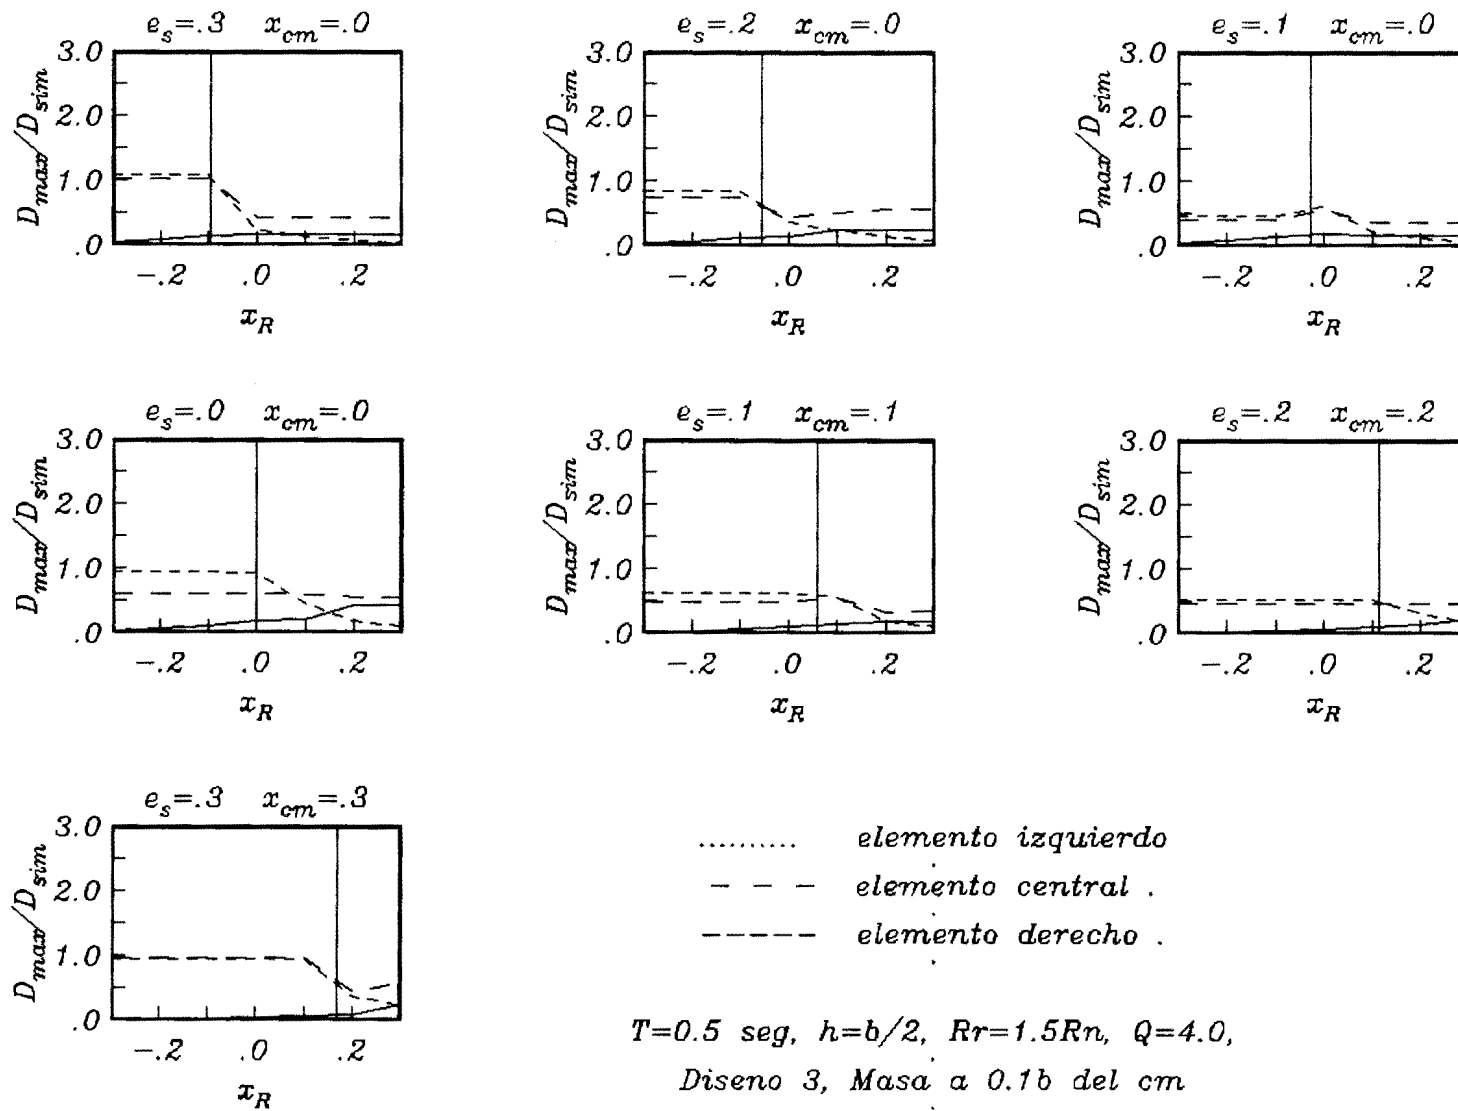 e_s=.3 x_cm=.0
D_max/D_sim
3.0
2.0
1.0
.0
-.2 .0 .2
x_R
e_s=.2 x_cm=.0
D_max/D_sim
3.0
2.0
1.0
.0
-.2 .0 .2
x_R
e_s=.1 x_cm=.0
D_max/D_sim
3.0
2.0
1.0
.0
-.2 .0 .2
x_R
e_s=.0 x_cm=.0
D_max/D_sim
3.0
2.0
1.0
.0
-.2 .0 .2
x_R
e_s=.1 x_cm=.1
D_max/D_sim
3.0
2.0
1.0
.0
-.2 .0 .2
x_R
e_s=.2 x_cm=.2
D_max/D_sim
3.0
2.0
1.0
.0
-.2 .0 .2
x_R
e_s=.3 x_cm=.3
D_max/D_sim
3.0
2.0
1.0
.0
-.2 .0 .2
x_R
elemento izquierdo
elemento central .
elemento derecho .
T=0.5 seg, h=b/2, Rr=1.5Rn, Q=4.0,
Diseno 3, Masa a 0.1b del cm